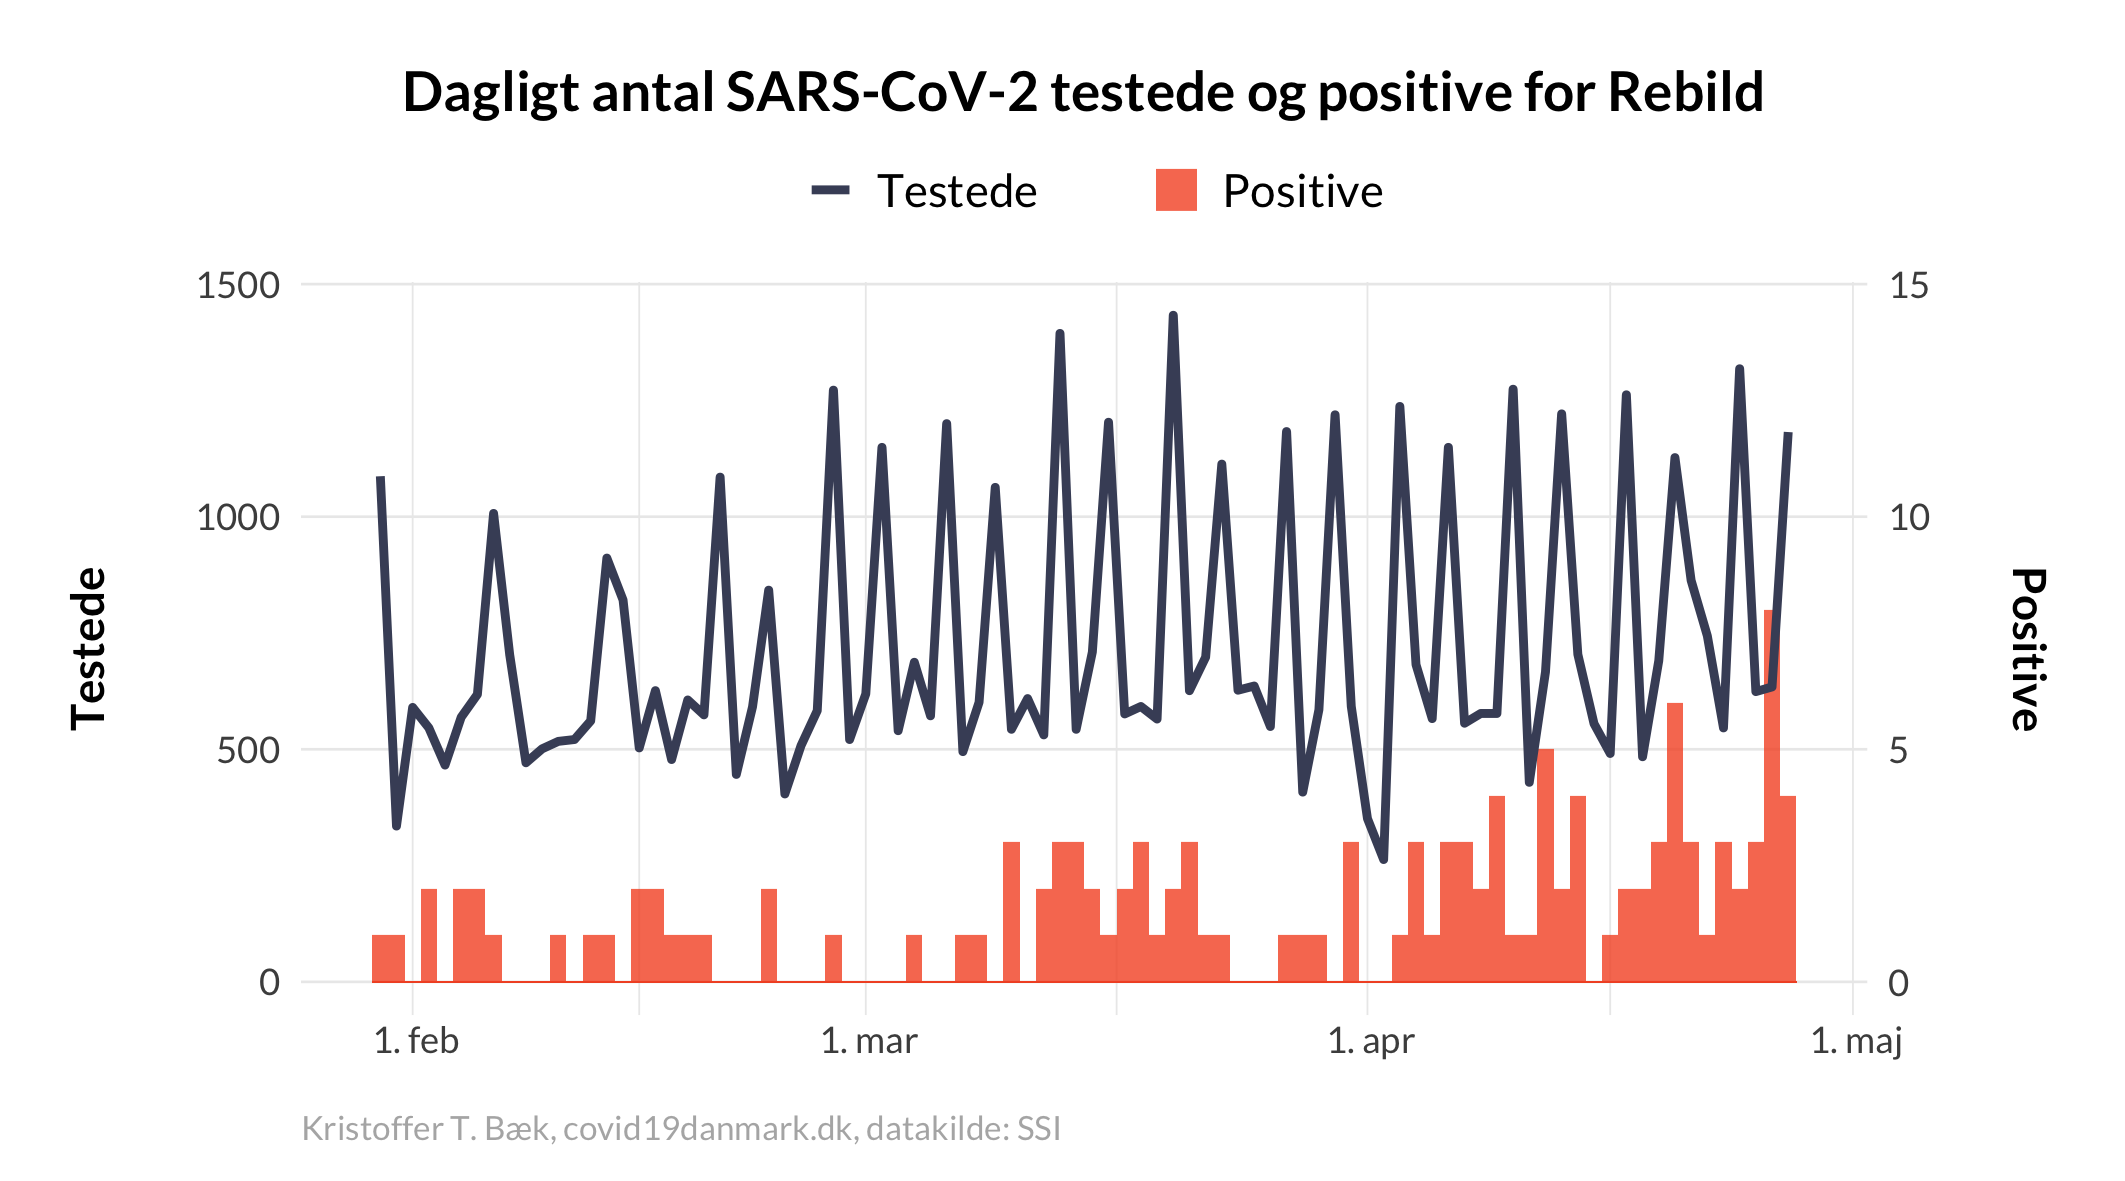 Dagligt antal SARS-CoV-2 testede og positive for Rebild
Testede
Positive
1500
1000
500
0
15
10
5
0
Testede
Positive
1. feb
1. mar
1. apr
1. maj
Kristoffer T. Bæk, covid19danmark.dk, datakilde: SSI